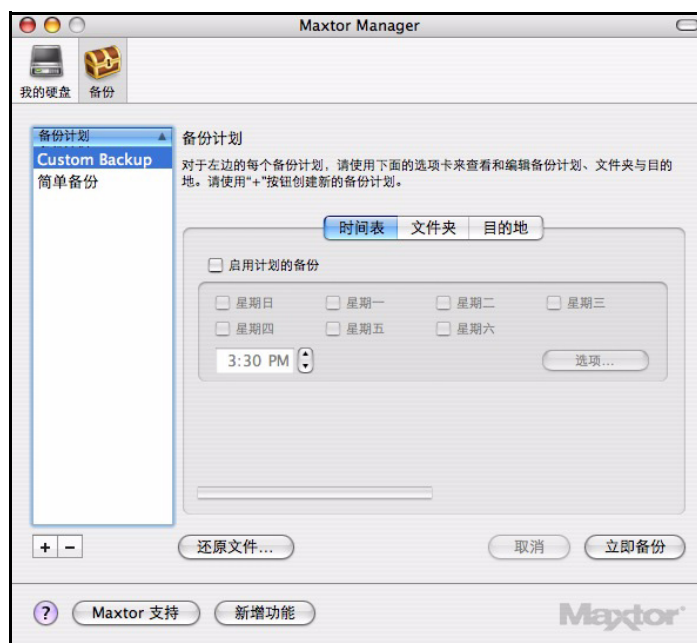 Maxtor Manager
我的硬盘 备份
备份计划
Custom Backup
简单备份
备份计划
对于左边的每个备份计划，请使用下面的选项卡来查看和编辑备份计划、文件夹与目的
地。请使用“+”按钮创建新的备份计划。
时间表 文件夹 目的地
启用计划的备份
星期日 星期一 星期二 星期三
星期四 星期五 星期六
3:30 PM 选项...
+ −
还原文件... 取消 立即备份
? Maxtor 支持 新增功能 Maxtor